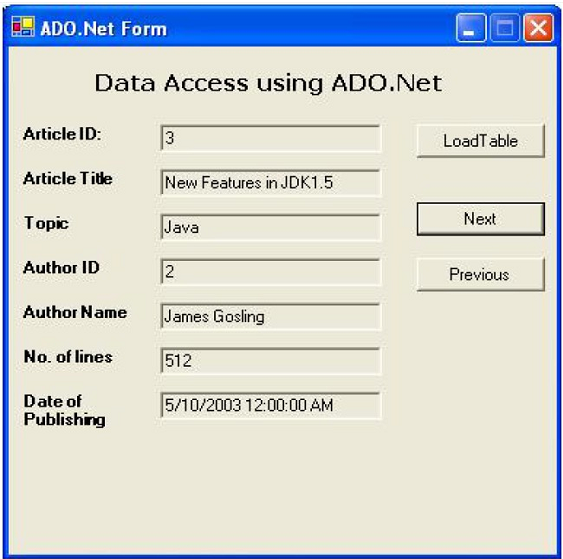 ADO.Net Form
Data Access using ADO.Net
Article ID: 3 LoadTable
Article Title New Features in JDK1.5
Topic Java Next
Author ID 2 Previous
Author Name James Gosling
No. of lines 512
Date of 5/10/2003 12:00:00 AM
Publishing